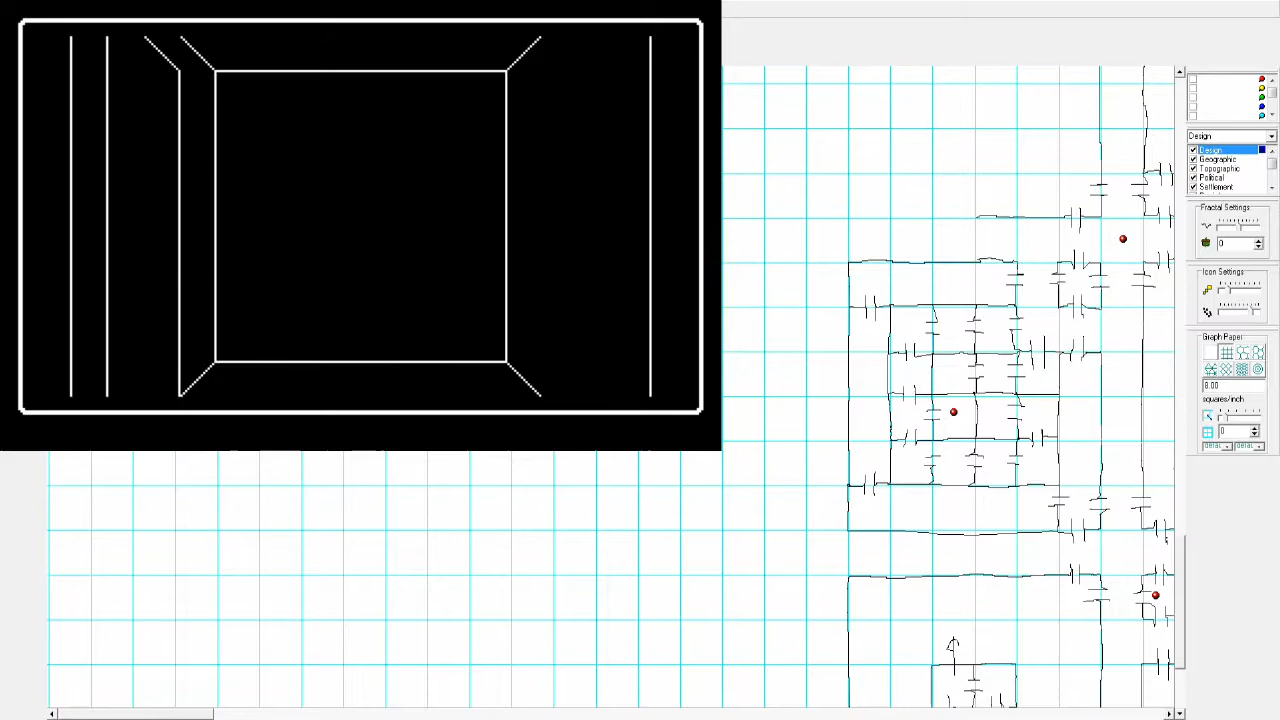 Design
Design
Geographic
Topographic
Political
Settlement
Fractal Settings
0
Icon Settings
Graph Paper
8.00
squares/inch
0